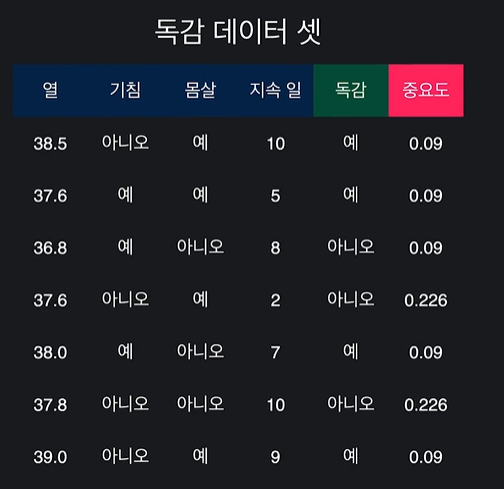 독감 데이터 셋
열 기침 몸살 지속 일 독감 중요도
38.5 아니오 예 10 예 0.09
37.6 예 예 5 예 0.09
36.8 예 아니오 8 아니오 0.09
37.6 아니오 예 2 아니오 0.226
38.0 예 아니오 7 예 0.09
37.8 아니오 아니오 10 아니오 0.226
39.0 아니오 예 9 예 0.09